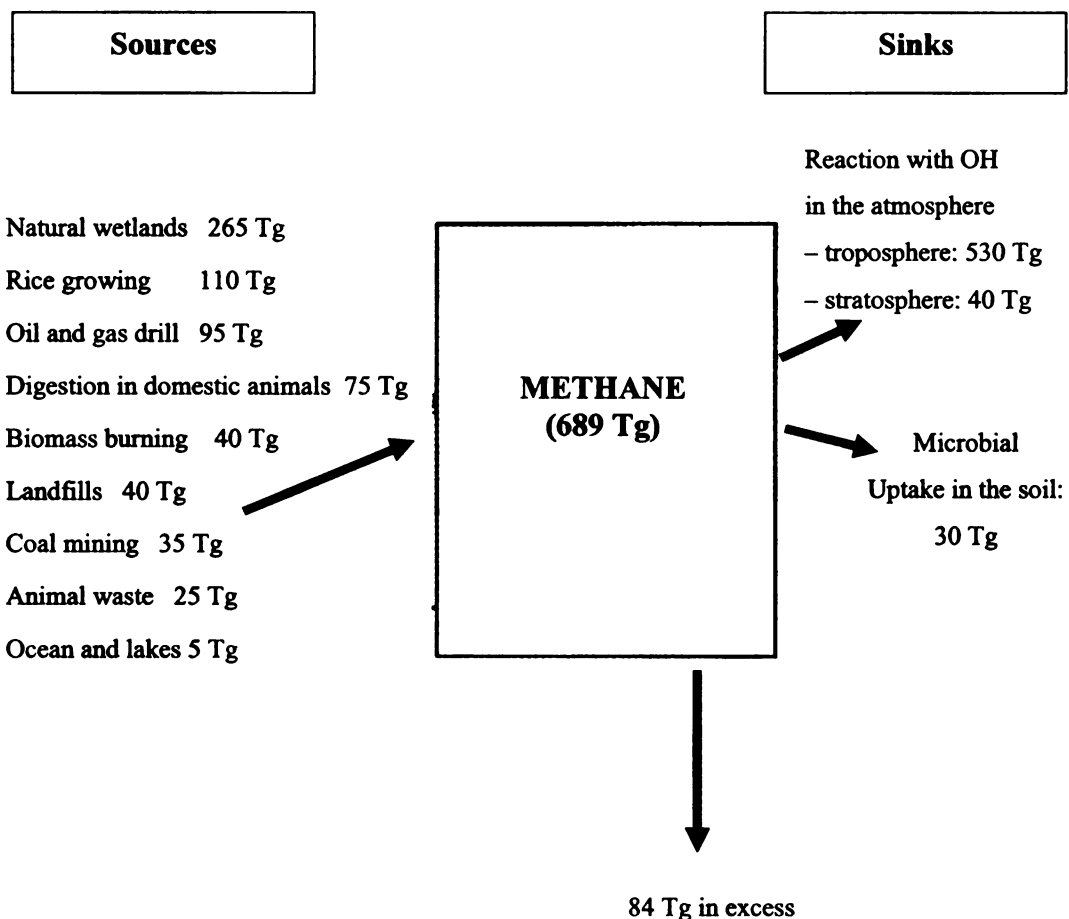 Sources
Sinks
Natural wetlands 265 Tg
Rice growing 110 Tg
Oil and gas drill 95 Tg
Digestion in domestic animals 75 Tg
Biomass burning 40 Tg
Landfills 40 Tg
Coal mining 35 Tg
Animal waste 25 Tg
Ocean and lakes 5 Tg
METHANE
(689 Tg)
Reaction with OH
in the atmosphere
– troposphere: 530 Tg
– stratosphere: 40 Tg
Microbial
Uptake in the soil:
30 Tg
84 Tg in excess